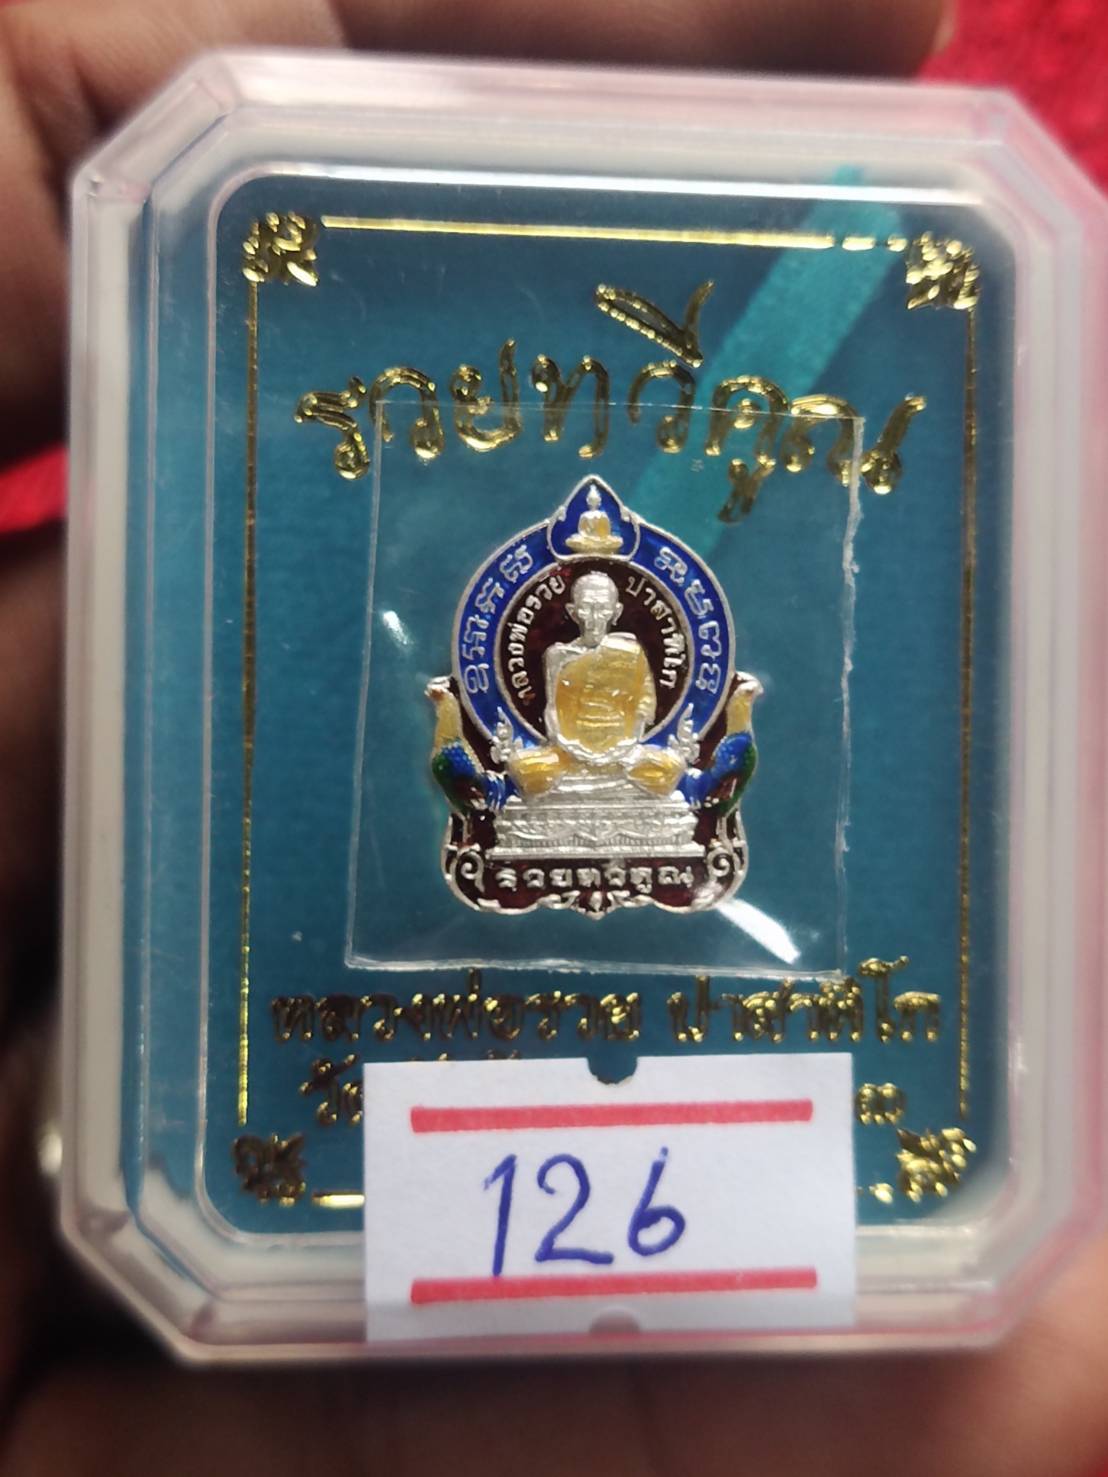 รวยทวีคูณ
หลวงพ่อรวย ปาสาทิโก
รวยทวีคูณ
หลวงพ่อรวย ปาสาทิโก
126